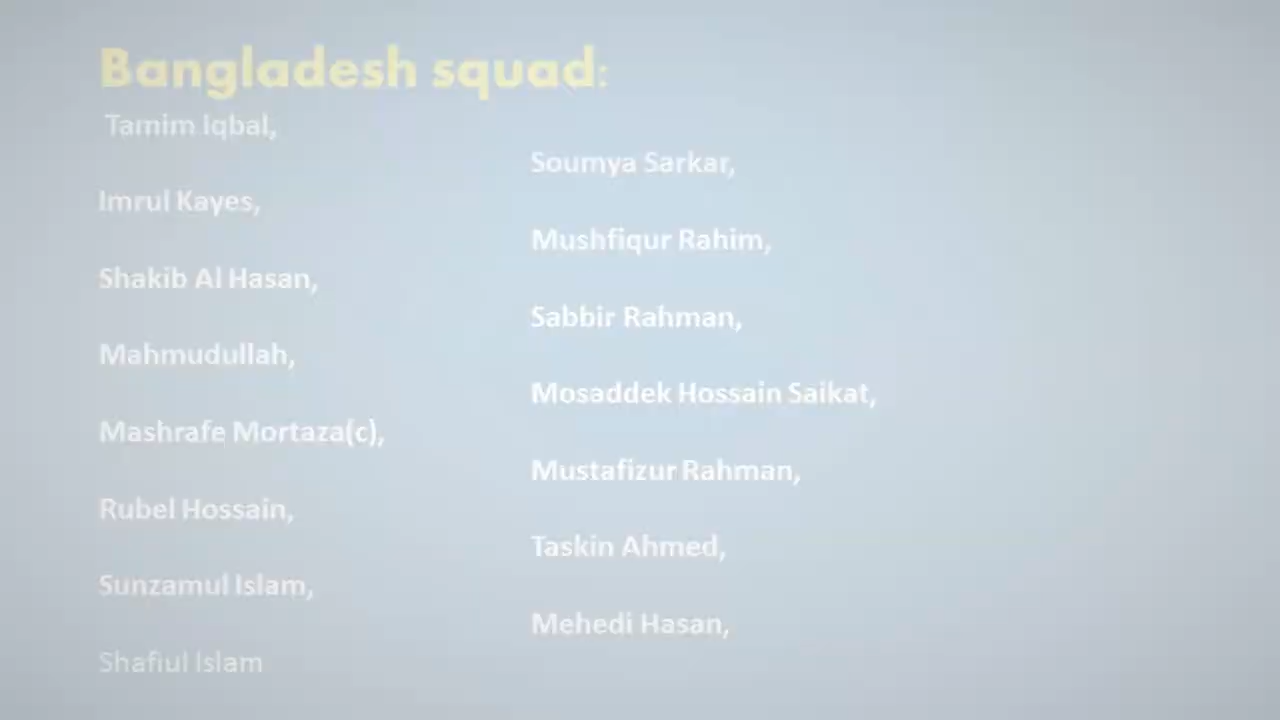 Bangladesh squad:
Tamim Iqbal,
Soumya Sarkar,
Imrul Kayes,
Mushfiqur Rahim,
Shakib Al Hasan,
Sabbir Rahman,
Mahmudullah,
Mosaddek Hossain Saikat,
Mashrafe Mortaza(c),
Mustafizur Rahman,
Rubel Hossain,
Taskin Ahmed,
Sunzamul Islam,
Mehedi Hasan,
Shafiul Islam